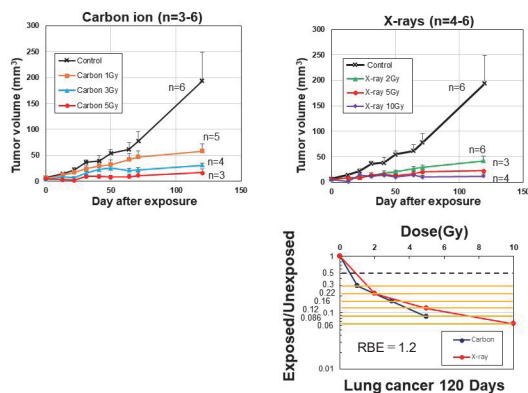 Carbon ion (n=3-6)
Tumor volume (mm³)
300
250
200
150
100
50
0
Control
Carbon 1Gy
Carbon 3Gy
Carbon 5Gy
n=6
n=5
n=4
n=3
0
50
100
150
Day after exposure
X-rays (n=4-6)
Tumor volume (mm³)
300
250
200
150
100
50
0
Control
X-ray 2Gy
X-ray 5Gy
X-ray 10Gy
n=6
n=6
n=3
n=4
0
50
100
150
Day after exposure
Dose(Gy)
0 2 4 6 8 10
Exposed/Unexposed
1
0.5
0.3
0.22
0.16
0.12
0.1
0.086
0.06
0.01
RBE = 1.2
Carbon
X-ray
Lung cancer 120 Days